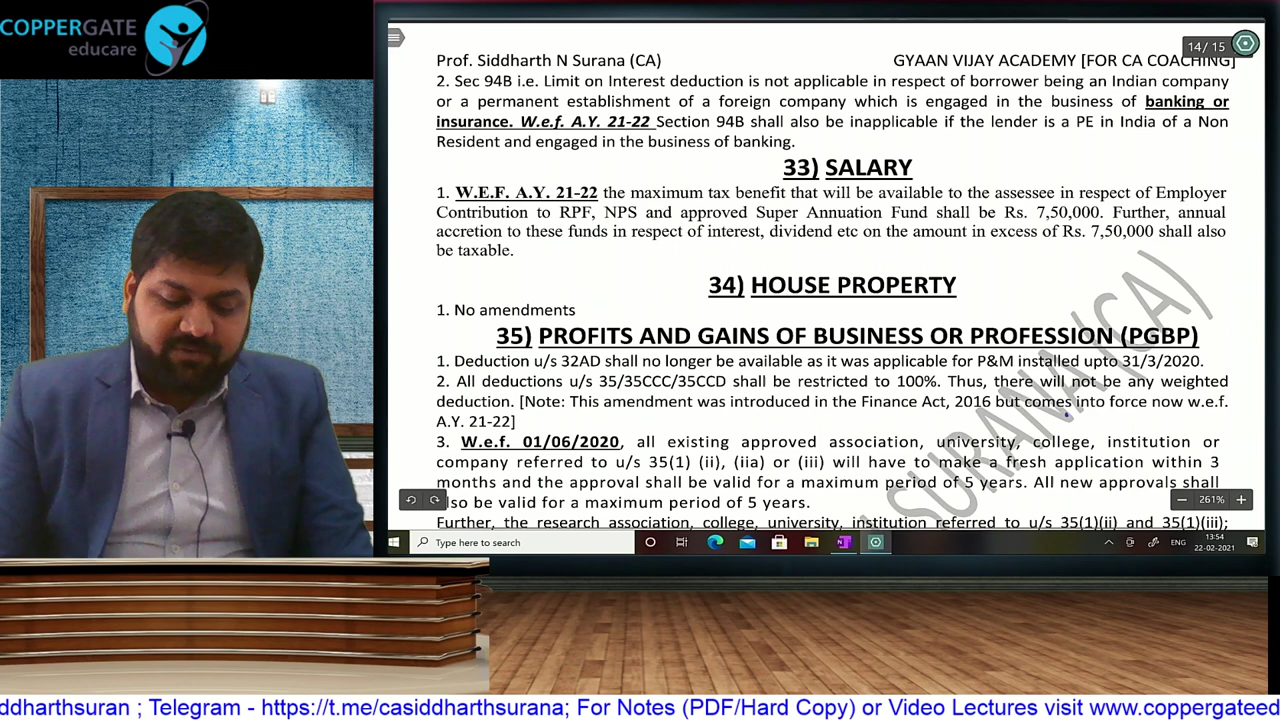 COPPERGATE
educare
14 / 15
Prof. Siddharth N Surana (CA) GYAAN VIJAY ACADEMY [FOR CA COACHING]
2. Sec 94B i.e. Limit on Interest deduction is not applicable in respect of borrower being an Indian company
or a permanent establishment of a foreign company which is engaged in the business of banking or
insurance. W.e.f. A.Y. 21-22 Section 94B shall also be inapplicable if the lender is a PE in India of a Non
Resident and engaged in the business of banking.
33) SALARY
1. W.E.F. A.Y. 21-22 the maximum tax benefit that will be available to the assessee in respect of Employer
Contribution to RPF, NPS and approved Super Annuation Fund shall be Rs. 7,50,000. Further, annual
accretion to these funds in respect of interest, dividend etc on the amount in excess of Rs. 7,50,000 shall also
be taxable.
34) HOUSE PROPERTY
1. No amendments
35) PROFITS AND GAINS OF BUSINESS OR PROFESSION (PGBP)
1. Deduction u/s 32AD shall no longer be available as it was applicable for P&M installed upto 31/3/2020.
2. All deductions u/s 35/35CCC/35CCD shall be restricted to 100%. Thus, there will not be any weighted
deduction. [Note: This amendment was introduced in the Finance Act, 2016 but comes into force now w.e.f.
A.Y. 21-22]
3. W.e.f. 01/06/2020, all existing approved association, university, college, institution or
company referred to u/s 35(1) (ii), (iia) or (iii) will have to make a fresh application within 3
months and the approval shall be valid for a maximum period of 5 years. All new approvals shall
also be valid for a maximum period of 5 years.
Further, the research association, college, university, institution referred to u/s 35(1)(ii) and 35(1)(iii);
SURANA (CA)
261%
Type here to search
ENG
13:54
22-02-2021
ddharthsuran ; Telegram - https://t.me/casiddharthsurana; For Notes (PDF/Hard Copy) or Video Lectures visit www.coppergateed